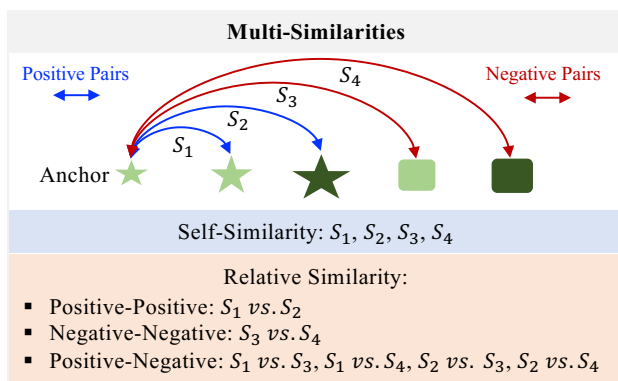 Multi-Similarities
Positive Pairs
Negative Pairs
S₄
S₃
S₂
S₁
Anchor
Self-Similarity: S₁, S₂, S₃, S₄
Relative Similarity:
▪ Positive-Positive: S₁ vs. S₂
▪ Negative-Negative: S₃ vs. S₄
▪ Positive-Negative: S₁ vs. S₃, S₁ vs. S₄, S₂ vs. S₃, S₂ vs. S₄